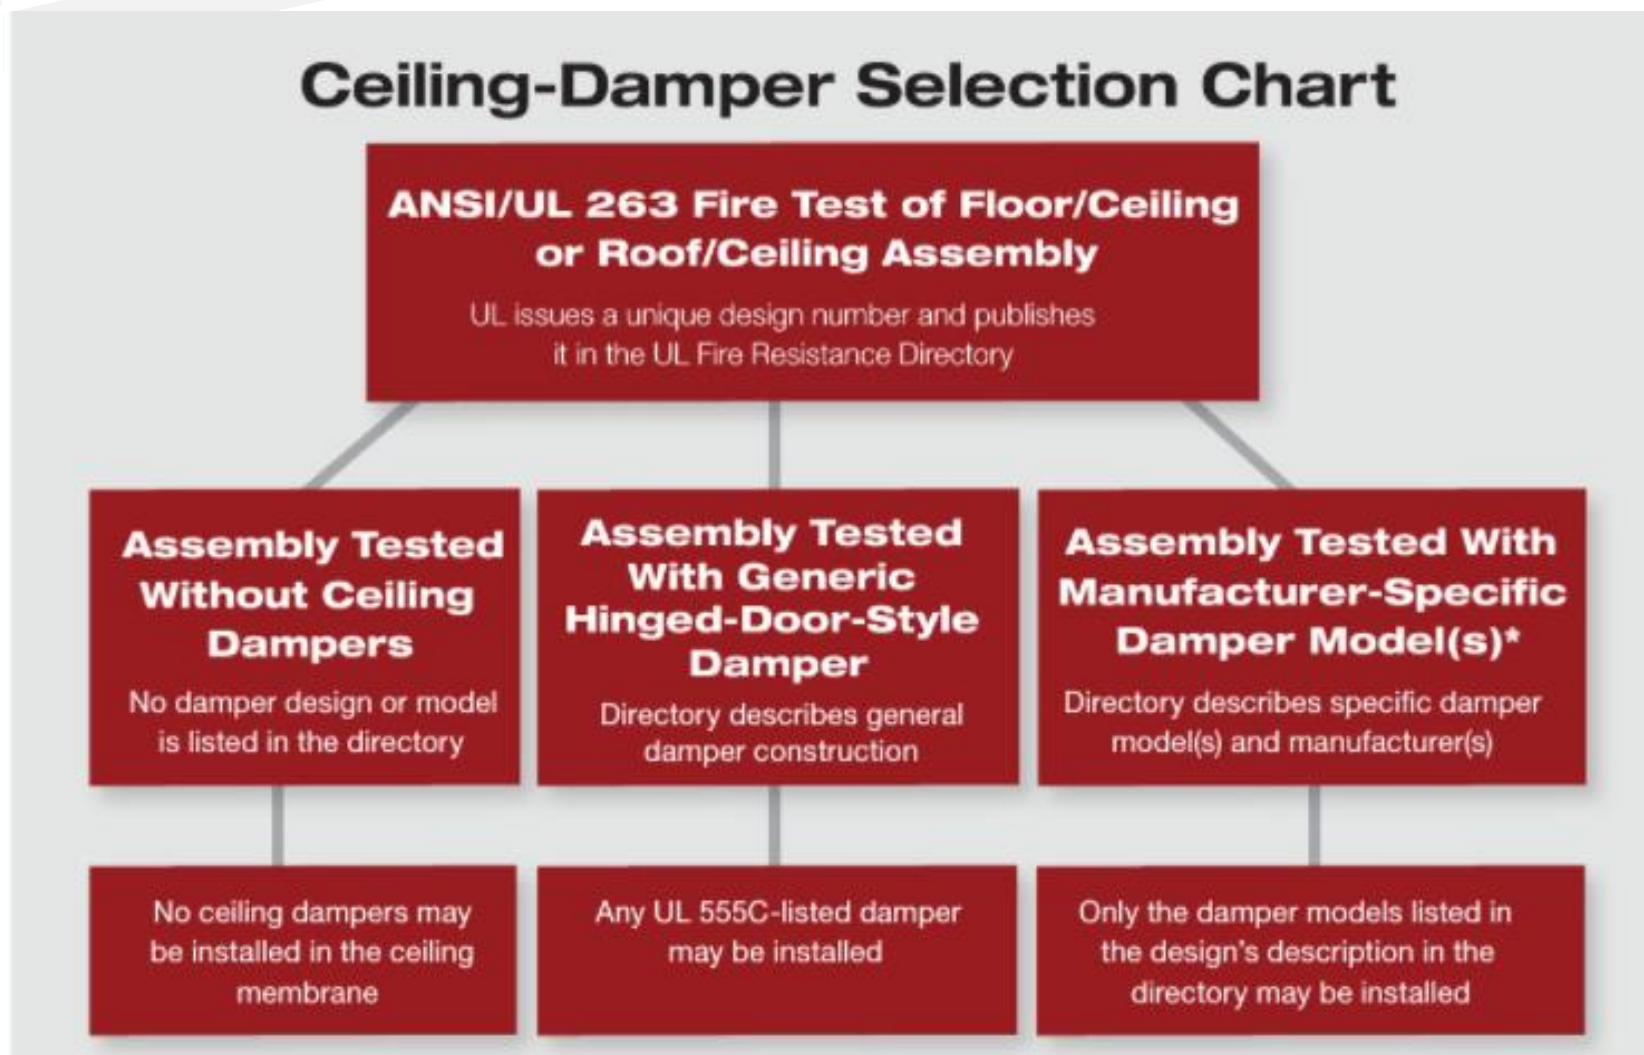 Ceiling-Damper Selection Chart
ANSI/UL 263 Fire Test of Floor/Ceiling
or Roof/Ceiling Assembly
UL issues a unique design number and publishes
it in the UL Fire Resistance Directory
Assembly Tested
Without Ceiling
Dampers
No damper design or model
is listed in the directory
Assembly Tested
With Generic
Hinged-Door-Style
Damper
Directory describes general
damper construction
Assembly Tested With
Manufacturer-Specific
Damper Model(s)*
Directory describes specific damper
model(s) and manufacturer(s)
No ceiling dampers may
be installed in the ceiling
membrane
Any UL 555C-listed damper
may be installed
Only the damper models listed in
the design's description in the
directory may be installed